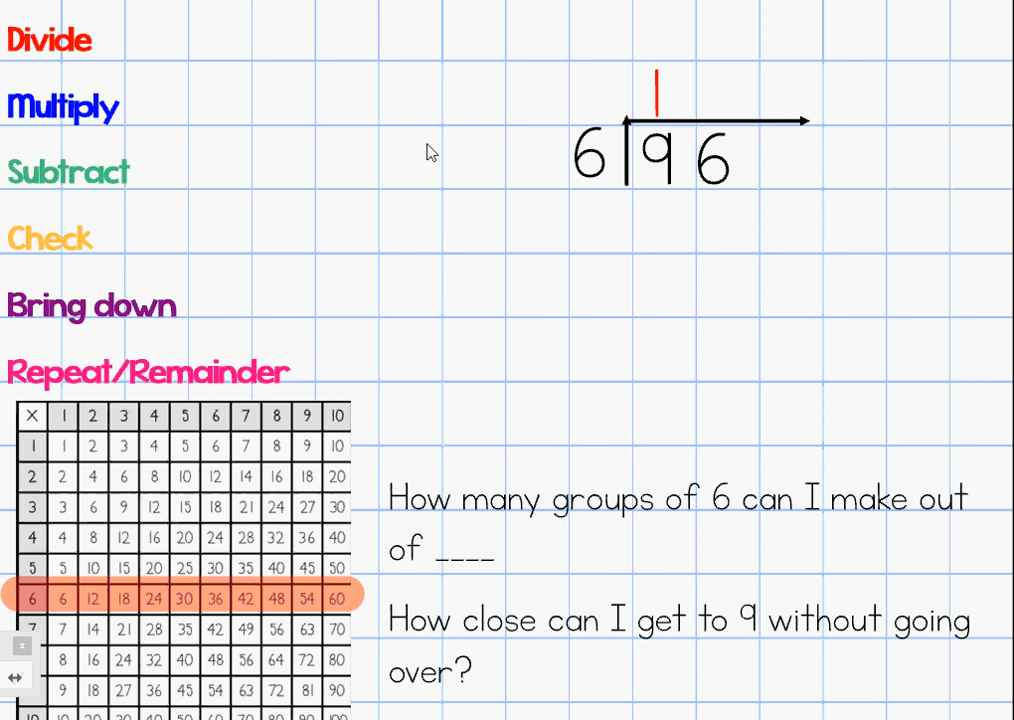 Divide
Multiply
Subtract
Check
Bring down
Repeat/Remainder
1
6 96
× 1 2 3 4 5 6 7 8 9 10
1 1 2 3 4 5 6 7 8 9 10
2 2 4 6 8 10 12 14 16 18 20
3 3 6 9 12 15 18 21 24 27 30
4 4 8 12 16 20 24 28 32 36 40
5 5 10 15 20 25 30 35 40 45 50
6 6 12 18 24 30 36 42 48 54 60
7 7 14 21 28 35 42 49 56 63 70
8 16 24 32 40 48 56 64 72 80
9 18 27 36 45 54 63 72 81 90
How many groups of 6 can I make out
of ____
How close can I get to 9 without going
over?